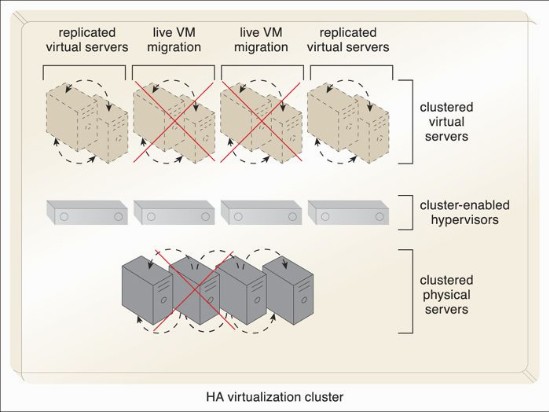 replicated
virtual servers
live VM
migration
live VM
migration
replicated
virtual servers
clustered
virtual
servers
cluster-enabled
hypervisors
clustered
physical
servers
HA virtualization cluster